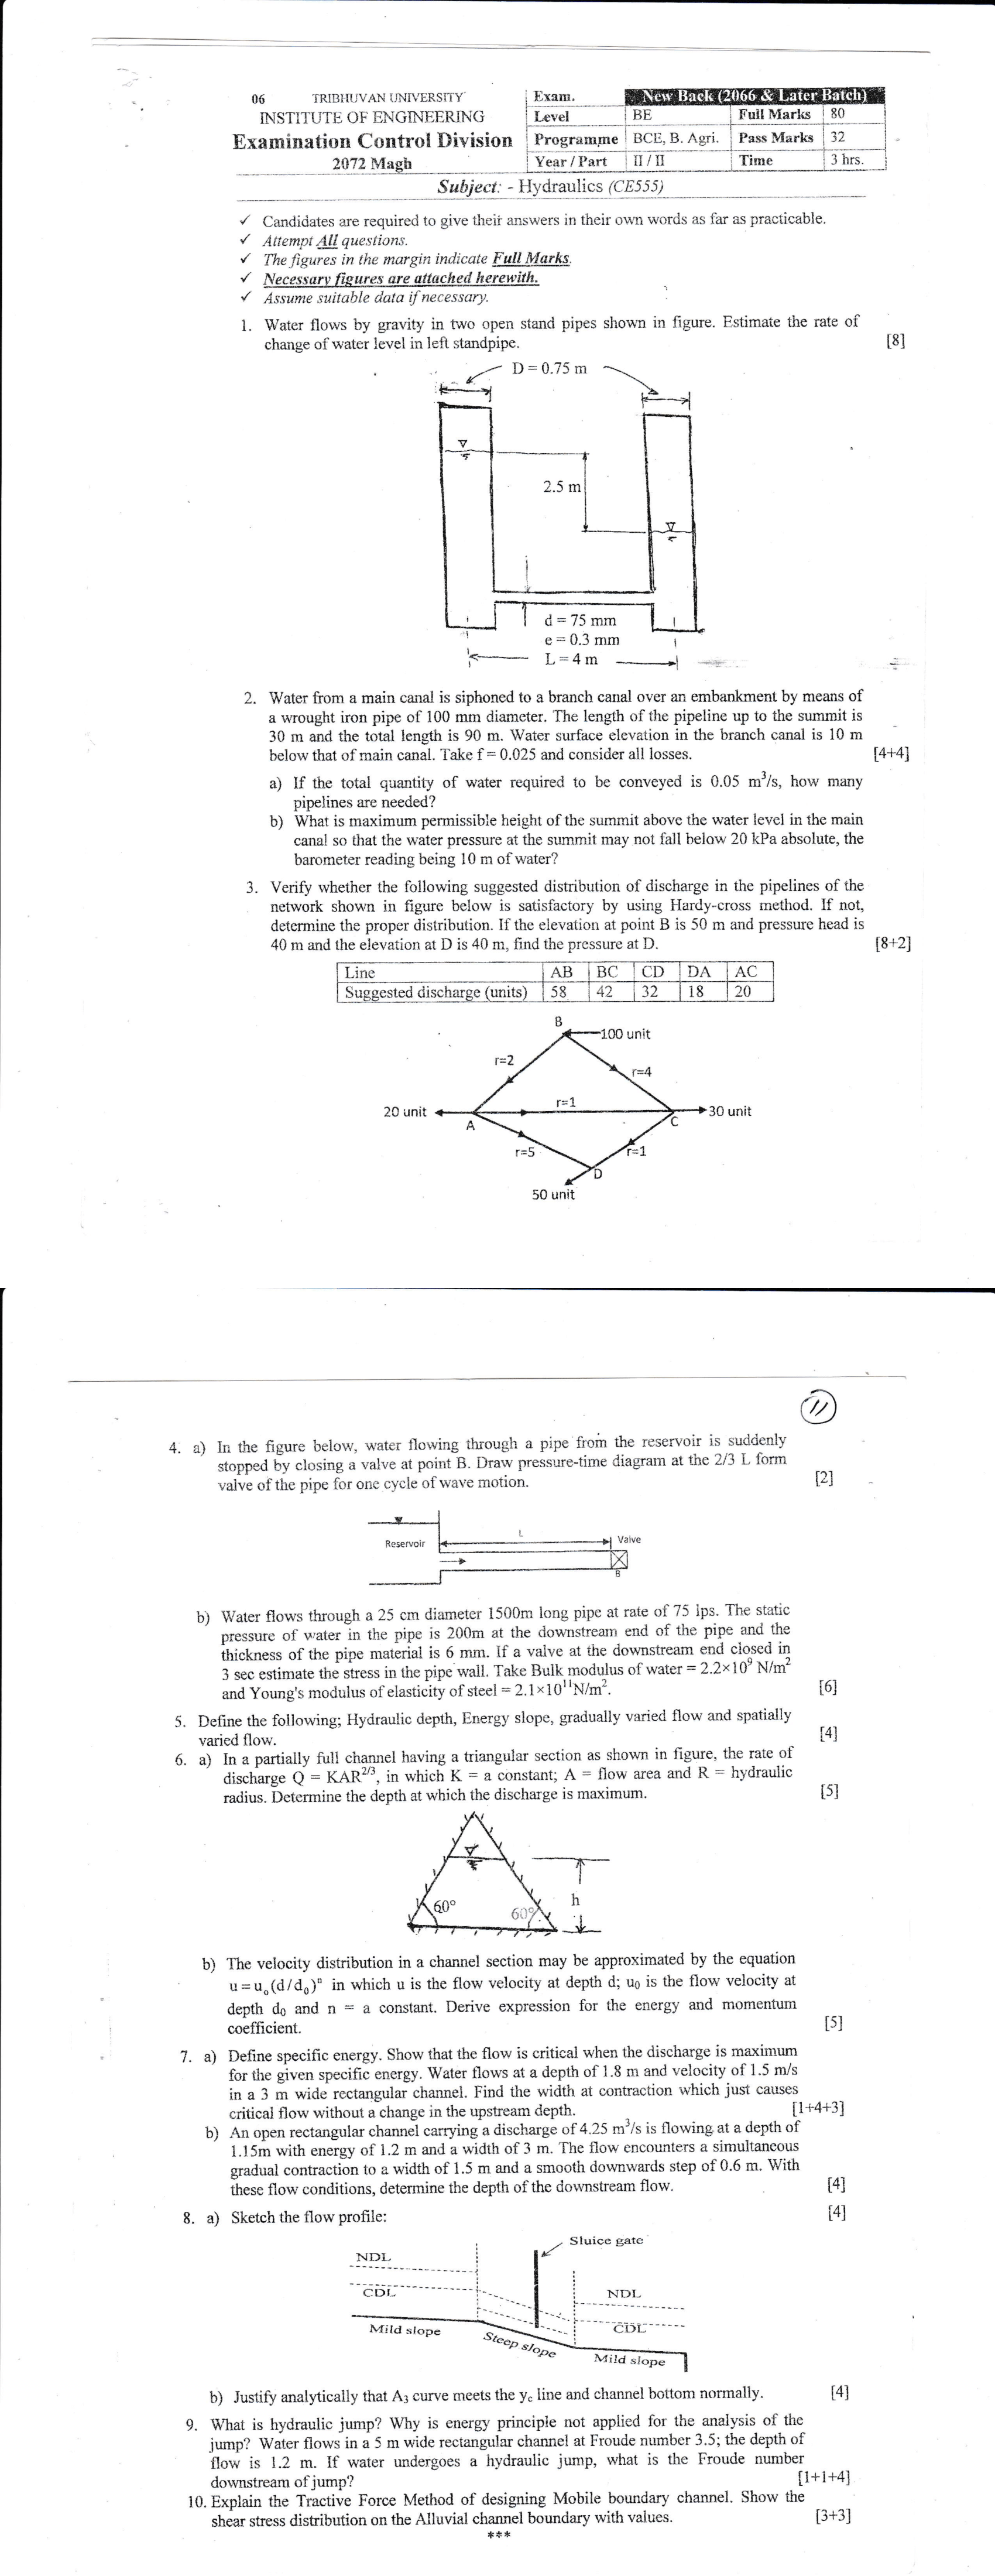 06 TRIBHUVAN UNIVERSITY
INSTITUTE OF ENGINEERING
Examination Control Division
2072 Magh
Exam. New Back (2066 & Later Batch)
Level BE Full Marks 80
Programme BCE, B. Agri. Pass Marks 32
Year / Part II / II Time 3 hrs.
Subject: - Hydraulics (CE555)
✓ Candidates are required to give their answers in their own words as far as practicable.
✓ Attempt All questions.
✓ The figures in the margin indicate Full Marks.
✓ Necessary figures are attached herewith.
✓ Assume suitable data if necessary.
1. Water flows by gravity in two open stand pipes shown in figure. Estimate the rate of
change of water level in left standpipe. [8]
D = 0.75 m
2.5 m
d = 75 mm
e = 0.3 mm
L = 4 m
2. Water from a main canal is siphoned to a branch canal over an embankment by means of
a wrought iron pipe of 100 mm diameter. The length of the pipeline up to the summit is
30 m and the total length is 90 m. Water surface elevation in the branch canal is 10 m
below that of main canal. Take f = 0.025 and consider all losses. [4+4]
a) If the total quantity of water required to be conveyed is 0.05 m³/s, how many
pipelines are needed?
b) What is maximum permissible height of the summit above the water level in the main
canal so that the water pressure at the summit may not fall below 20 kPa absolute, the
barometer reading being 10 m of water?
3. Verify whether the following suggested distribution of discharge in the pipelines of the
network shown in figure below is satisfactory by using Hardy-cross method. If not,
determine the proper distribution. If the elevation at point B is 50 m and pressure head is
40 m and the elevation at D is 40 m, find the pressure at D. [8+2]
Line AB BC CD DA AC
Suggested discharge (units) 58 42 32 18 20
B
100 unit
r=2
r=4
20 unit
r=1
30 unit
A
C
r=5
r=1
D
50 unit
11
4. a) In the figure below, water flowing through a pipe from the reservoir is suddenly
stopped by closing a valve at point B. Draw pressure-time diagram at the 2/3 L form
valve of the pipe for one cycle of wave motion. [2]
L
Valve
Reservoir
B
b) Water flows through a 25 cm diameter 1500m long pipe at rate of 75 lps. The static
pressure of water in the pipe is 200m at the downstream end of the pipe and the
thickness of the pipe material is 6 mm. If a valve at the downstream end closed in
3 sec estimate the stress in the pipe wall. Take Bulk modulus of water = 2.2×10⁹ N/m²
and Young's modulus of elasticity of steel = 2.1×10¹¹N/m². [6]
5. Define the following; Hydraulic depth, Energy slope, gradually varied flow and spatially
varied flow. [4]
6. a) In a partially full channel having a triangular section as shown in figure, the rate of
discharge Q = KAR²ᐟ³, in which K = a constant; A = flow area and R = hydraulic
radius. Determine the depth at which the discharge is maximum. [5]
60°
60°
h
b) The velocity distribution in a channel section may be approximated by the equation
u = u₀(d/d₀)ⁿ in which u is the flow velocity at depth d; u₀ is the flow velocity at
depth d₀ and n = a constant. Derive expression for the energy and momentum
coefficient. [5]
7. a) Define specific energy. Show that the flow is critical when the discharge is maximum
for the given specific energy. Water flows at a depth of 1.8 m and velocity of 1.5 m/s
in a 3 m wide rectangular channel. Find the width at contraction which just causes
critical flow without a change in the upstream depth. [1+4+3]
b) An open rectangular channel carrying a discharge of 4.25 m³/s is flowing at a depth of
1.15m with energy of 1.2 m and a width of 3 m. The flow encounters a simultaneous
gradual contraction to a width of 1.5 m and a smooth downwards step of 0.6 m. With
these flow conditions, determine the depth of the downstream flow. [4]
8. a) Sketch the flow profile: [4]
Sluice gate
NDL
CDL
NDL
CDL
Mild slope
Steep slope
Mild slope
b) Justify analytically that A₃ curve meets the y꜀ line and channel bottom normally. [4]
9. What is hydraulic jump? Why is energy principle not applied for the analysis of the
jump? Water flows in a 5 m wide rectangular channel at Froude number 3.5; the depth of
flow is 1.2 m. If water undergoes a hydraulic jump, what is the Froude number
downstream of jump? [1+1+4]
10. Explain the Tractive Force Method of designing Mobile boundary channel. Show the
shear stress distribution on the Alluvial channel boundary with values. [3+3]
***